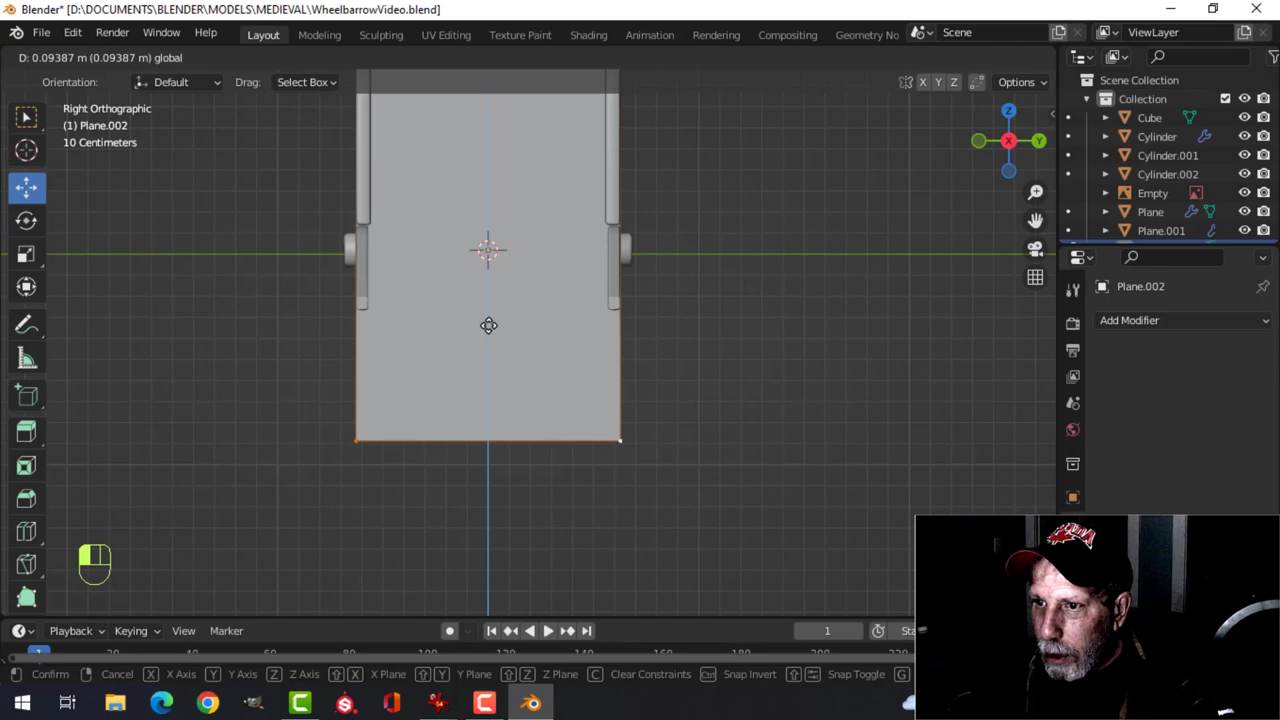 Blender* [D:\DOCUMENTS\BLENDER\MODELS\MEDIEVAL\WheelbarrowVideo.blend]
File Edit Render Window Help Layout Modeling Sculpting UV Editing Texture Paint Shading Animation Rendering Compositing Geometry No Scene ViewLayer
D: 0.09387 m (0.09387 m) global
Orientation: Default Drag: Select Box X Y Z Options
Right Orthographic
(1) Plane.002
10 Centimeters
Z
X
Y
Scene Collection
Collection
Cube
Cylinder
Cylinder.001
Cylinder.002
Empty
Plane
Plane.001
Plane.002
Add Modifier
Playback Keying View Marker 1 Sta
20 80
Confirm Cancel X X Axis Y Y Axis Z Z Axis X X Plane Y Y Plane Z Z Plane C Clear Constraints Ctrl Snap Invert Snap Toggle G